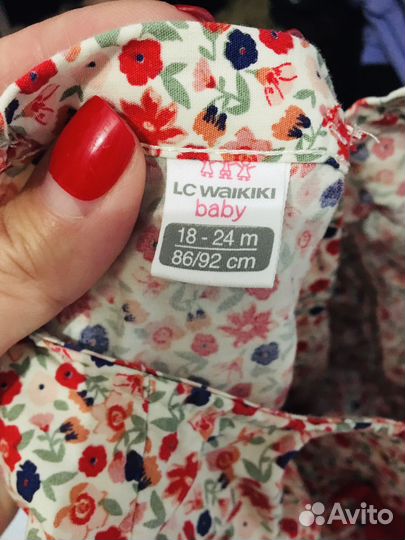 LC WAIKIKI
baby
18 - 24 m
86/92 cm
Avito